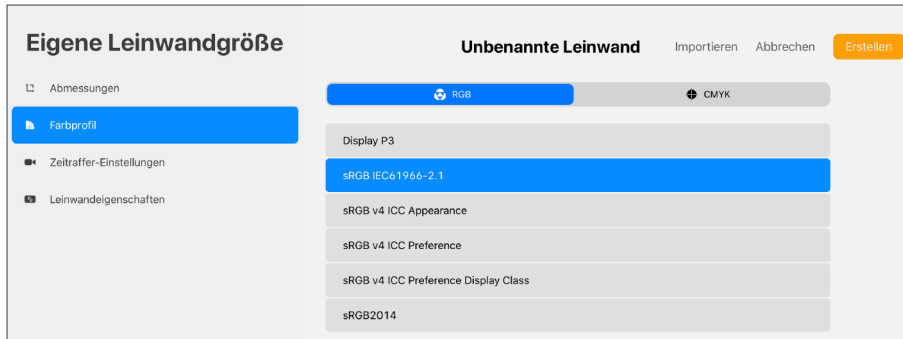 Eigene Leinwandgröße
Unbenannte Leinwand Importieren Abbrechen Erstellen
Abmessungen
Farbprofil
Zeitraffer-Einstellungen
Leinwandeigenschaften
RGB CMYK
Display P3
sRGB IEC61966-2.1
sRGB v4 ICC Appearance
sRGB v4 ICC Preference
sRGB v4 ICC Preference Display Class
sRGB2014